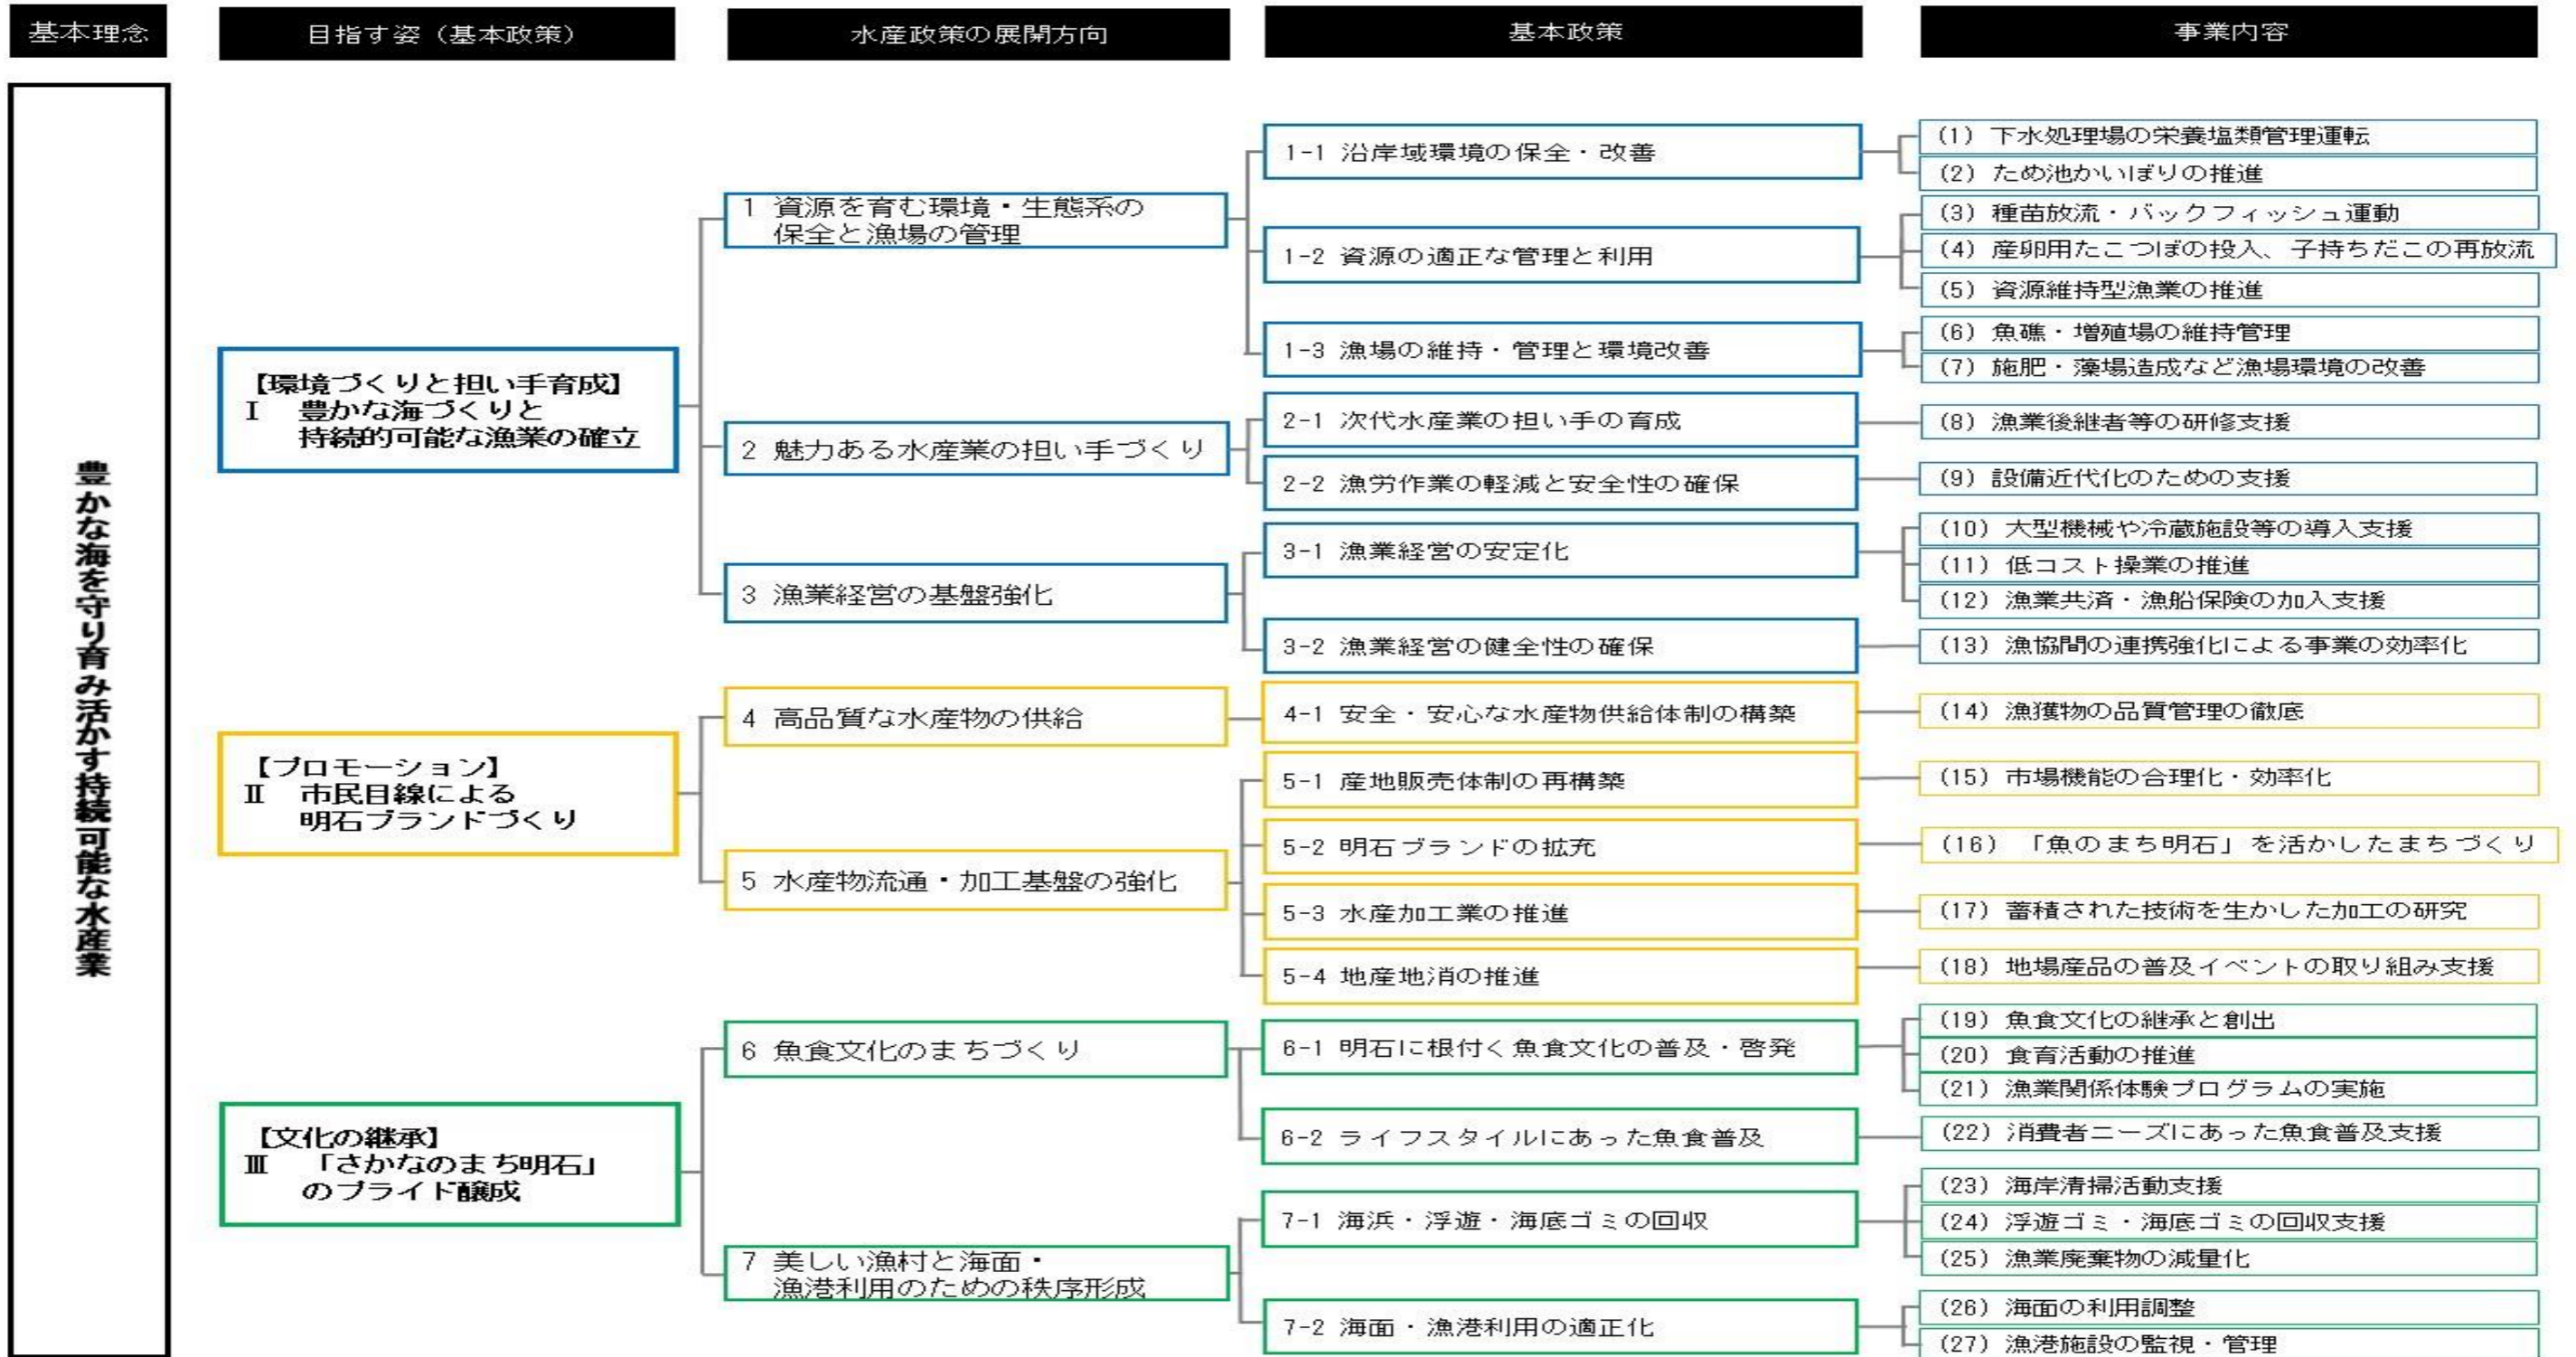 基本理念
目指す姿（基本政策）
水産政策の展開方向
基本政策
事業内容
豊かな海を守り育み活かす持続可能な水産業
【環境づくりと担い手育成】
Ⅰ 豊かな海づくりと
持続的可能な漁業の確立
1 資源を育む環境・生態系の
保全と漁場の管理
1-1 沿岸域環境の保全・改善
(1) 下水処理場の栄養塩類管理運転
(2) ため池かいぼりの推進
1-2 資源の適正な管理と利用
(3) 種苗放流・バックフィッシュ運動
(4) 産卵用たこつぼの投入、子持ちだこの再放流
(5) 資源維持型漁業の推進
1-3 漁場の維持・管理と環境改善
(6) 魚礁・増殖場の維持管理
(7) 施肥・藻場造成など漁場環境の改善
2 魅力ある水産業の担い手づくり
2-1 次代水産業の担い手の育成
(8) 漁業後継者等の研修支援
2-2 漁労作業の軽減と安全性の確保
(9) 設備近代化のための支援
3 漁業経営の基盤強化
3-1 漁業経営の安定化
(10) 大型機械や冷蔵施設等の導入支援
(11) 低コスト操業の推進
(12) 漁業共済・漁船保険の加入支援
3-2 漁業経営の健全性の確保
(13) 漁協間の連携強化による事業の効率化
【プロモーション】
Ⅱ 市民目線による
明石ブランドづくり
4 高品質な水産物の供給
4-1 安全・安心な水産物供給体制の構築
(14) 漁獲物の品質管理の徹底
5 水産物流通・加工基盤の強化
5-1 産地販売体制の再構築
(15) 市場機能の合理化・効率化
5-2 明石ブランドの拡充
(16) 「魚のまち明石」を活かしたまちづくり
5-3 水産加工業の推進
(17) 蓄積された技術を生かした加工の研究
5-4 地産地消の推進
(18) 地場産品の普及イベントの取り組み支援
【文化の継承】
Ⅲ 「さかなのまち明石」
のプライド醸成
6 魚食文化のまちづくり
6-1 明石に根付く魚食文化の普及・啓発
(19) 魚食文化の継承と創出
(20) 食育活動の推進
(21) 漁業関係体験プログラムの実施
6-2 ライフスタイルにあった魚食普及
(22) 消費者ニーズにあった魚食普及支援
7 美しい漁村と海面・
漁港利用のための秩序形成
7-1 海浜・浮遊・海底ゴミの回収
(23) 海岸清掃活動支援
(24) 浮遊ゴミ・海底ゴミの回収支援
(25) 漁業廃棄物の減量化
7-2 海面・漁港利用の適正化
(26) 海面の利用調整
(27) 漁港施設の監視・管理